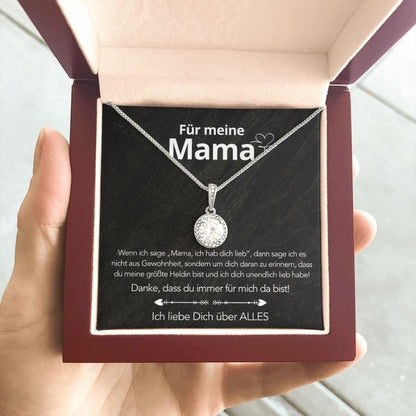 Für meine
Mama
Wenn ich sage „Mama, ich hab dich lieb", dann sage ich es
nicht aus Gewohnheit, sondern um dich daran zu erinnern, dass
du meine größte Heldin bist und ich dich unendlich lieb habe!
Danke, dass du immer für mich da bist!
Ich liebe Dich über ALLES